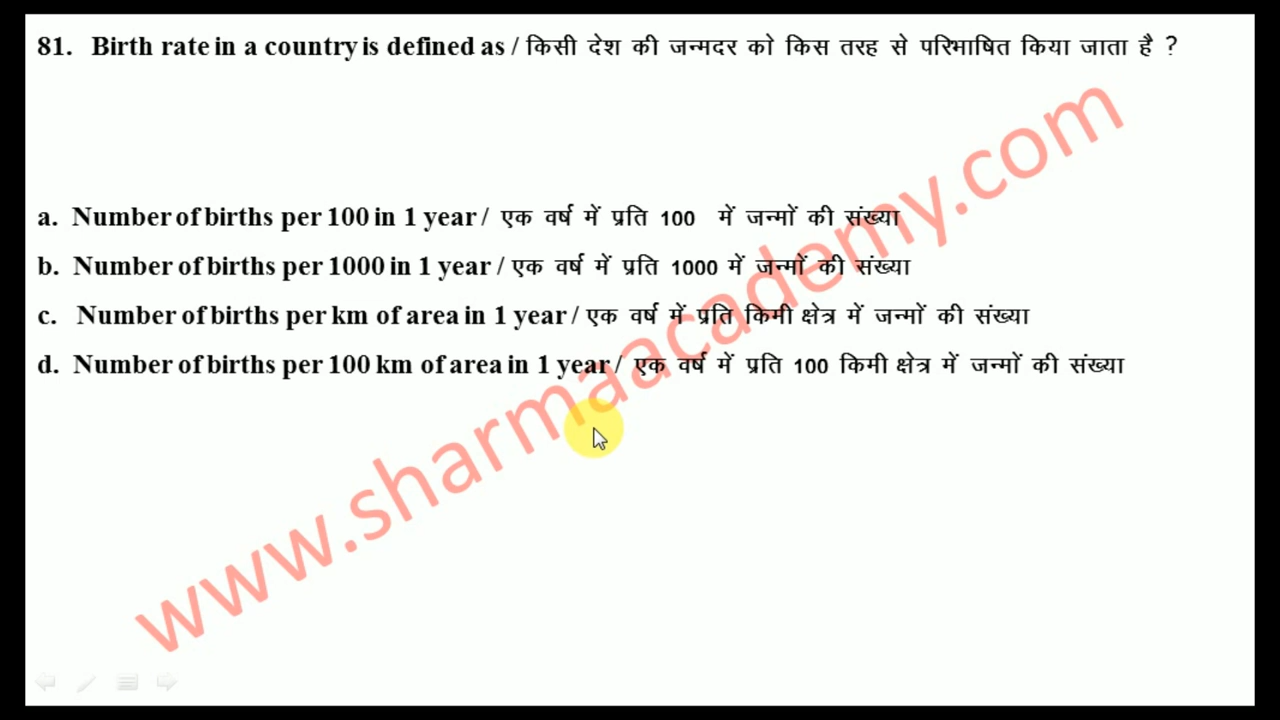 81. Birth rate in a country is defined as / किसी देश की जन्मदर को किस तरह से परिभाषित किया जाता है ?
a. Number of births per 100 in 1 year / एक वर्ष में प्रति 100 में जन्मों की संख्या
b. Number of births per 1000 in 1 year / एक वर्ष में प्रति 1000 में जन्मों की संख्या
c. Number of births per km of area in 1 year / एक वर्ष में प्रति किमी क्षेत्र में जन्मों की संख्या
d. Number of births per 100 km of area in 1 year / एक वर्ष में प्रति 100 किमी क्षेत्र में जन्मों की संख्या
www.sharmaacademy.com